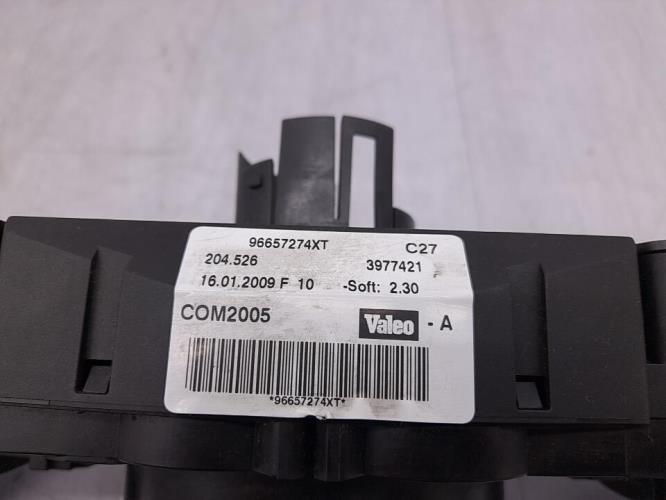 96657274XT C27
204.526 3977421
16.01.2009 F 10 -Soft: 2.30
COM2005 Valeo - A
*96657274XT*